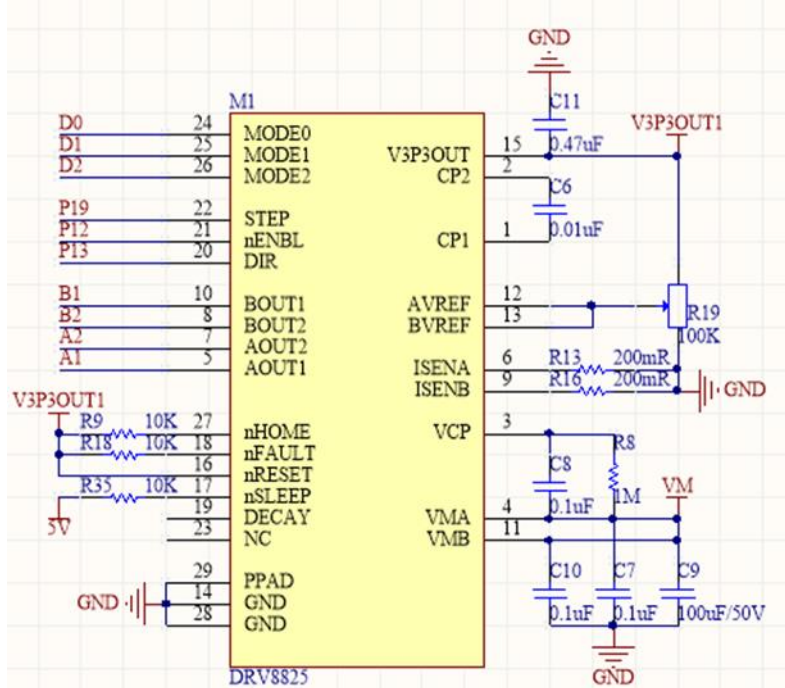 GND
M1
C11
V3P3OUT1
0.47uF
D0 24 MODE0
D1 25 MODE1
D2 26 MODE2
V3P3OUT 15
CP2 2
C6
0.01uF
CP1 1
P19 22 STEP
P12 21 nENBL
P13 20 DIR
B1 10 BOUT1
B2 8 BOUT2
A2 7 AOUT2
A1 5 AOUT1
AVREF 12
BVREF 13
R19
100K
ISENA 6 R13 200mR
ISENB 9 R16 200mR
GND
V3P3OUT1
R9 10K 27 nHOME
R18 10K 18 nFAULT
16 nRESET
R35 10K 17 nSLEEP
5V
19 DECAY
23 NC
VCP 3
R8
1M
C8
0.1uF
VM
VMA 4
VMB 11
C10
0.1uF
C7
0.1uF
C9
100uF/50V
GND
29 PPAD
GND 14 GND
28 GND
DRV8825